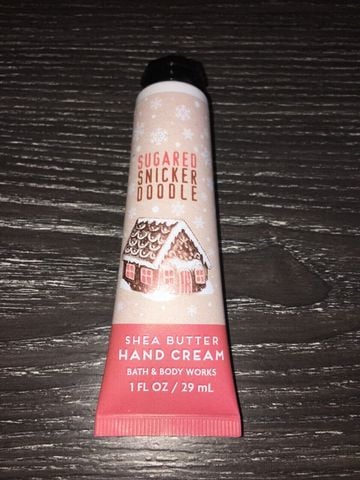 SUGARED
SNICKER
DOODLE
SHEA BUTTER
HAND CREAM
BATH & BODY WORKS
1 FL OZ / 29 mL